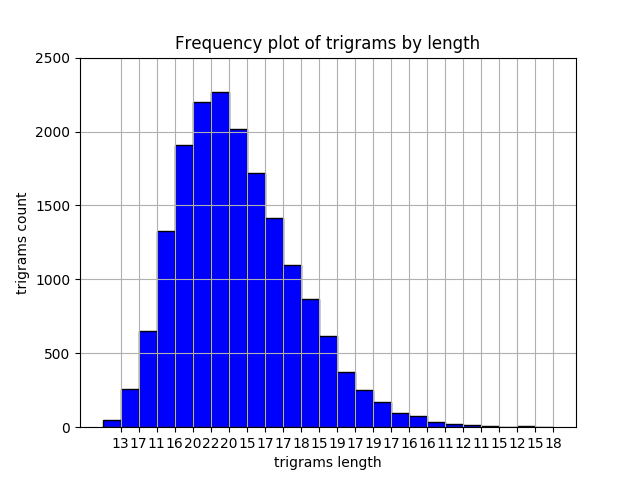 Frequency plot of trigrams by length
2500
2000
1500
1000
500
0
trigrams count
13 17 11 16 20 22 20 15 17 17 18 15 19 17 19 17 16 16 11 12 11 15 12 15 18
trigrams length